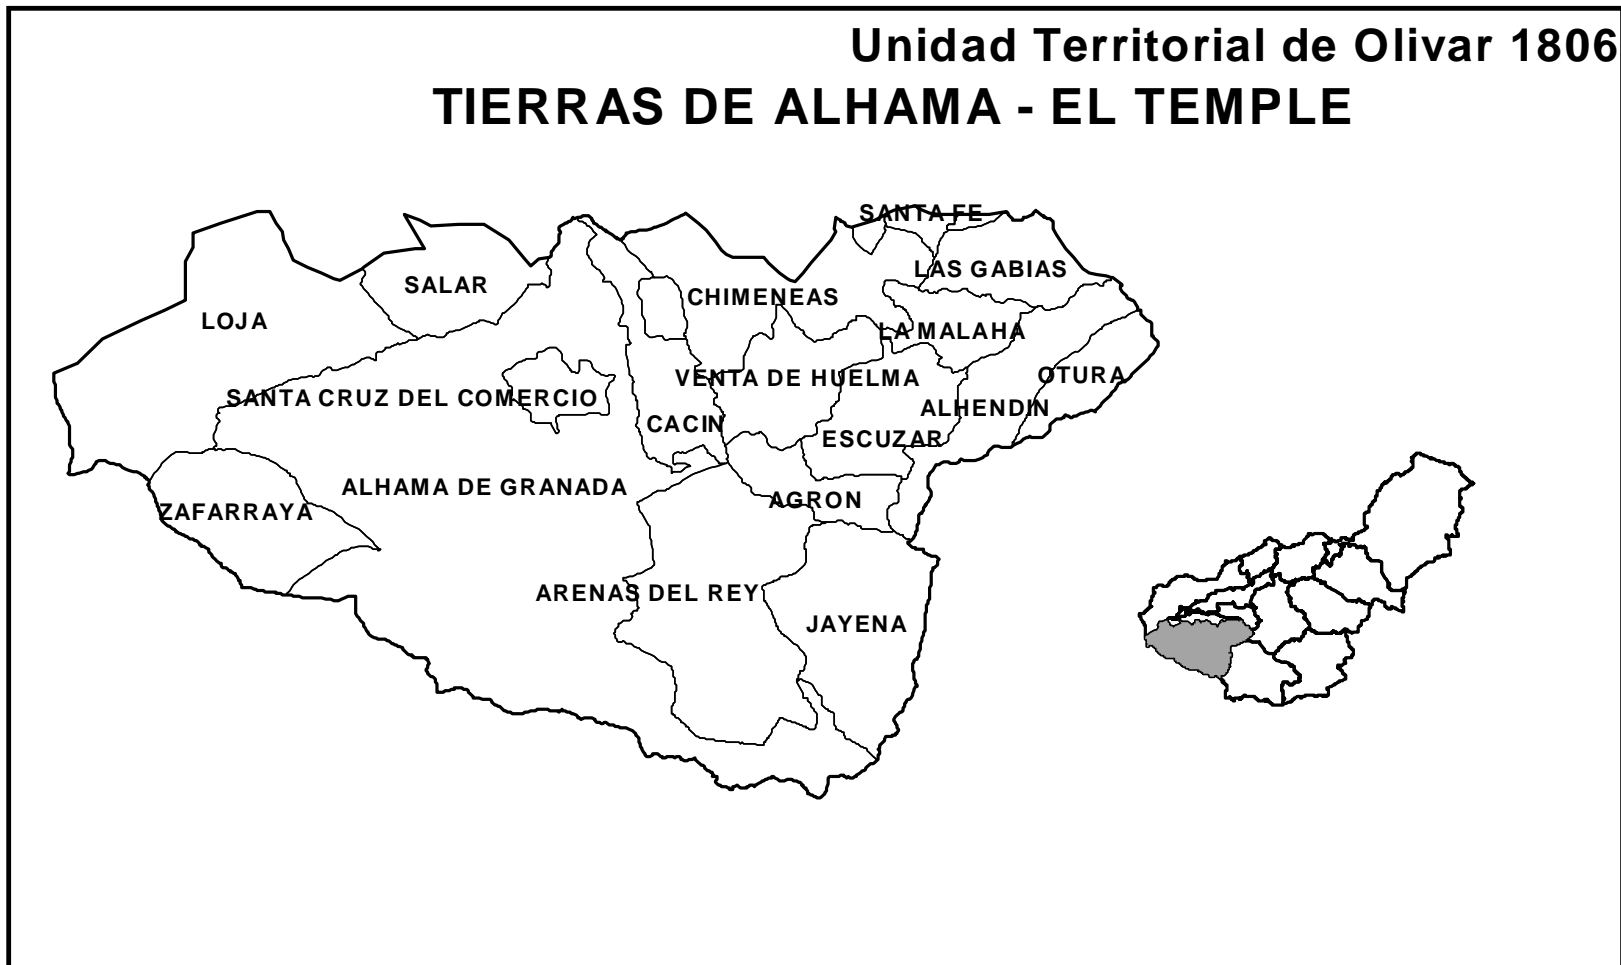 Unidad Territorial de Olivar 1806
TIERRAS DE ALHAMA - EL TEMPLE
SANTA FE
LAS GABIAS
SALAR
CHIMENEAS
LOJA
LA MALAHA
VENTA DE HUELMA
OTURA
SANTA CRUZ DEL COMERCIO
ALHENDIN
CACIN
ESCUZAR
ALHAMA DE GRANADA
AGRON
ZAFARRAYA
ARENAS DEL REY
JAYENA